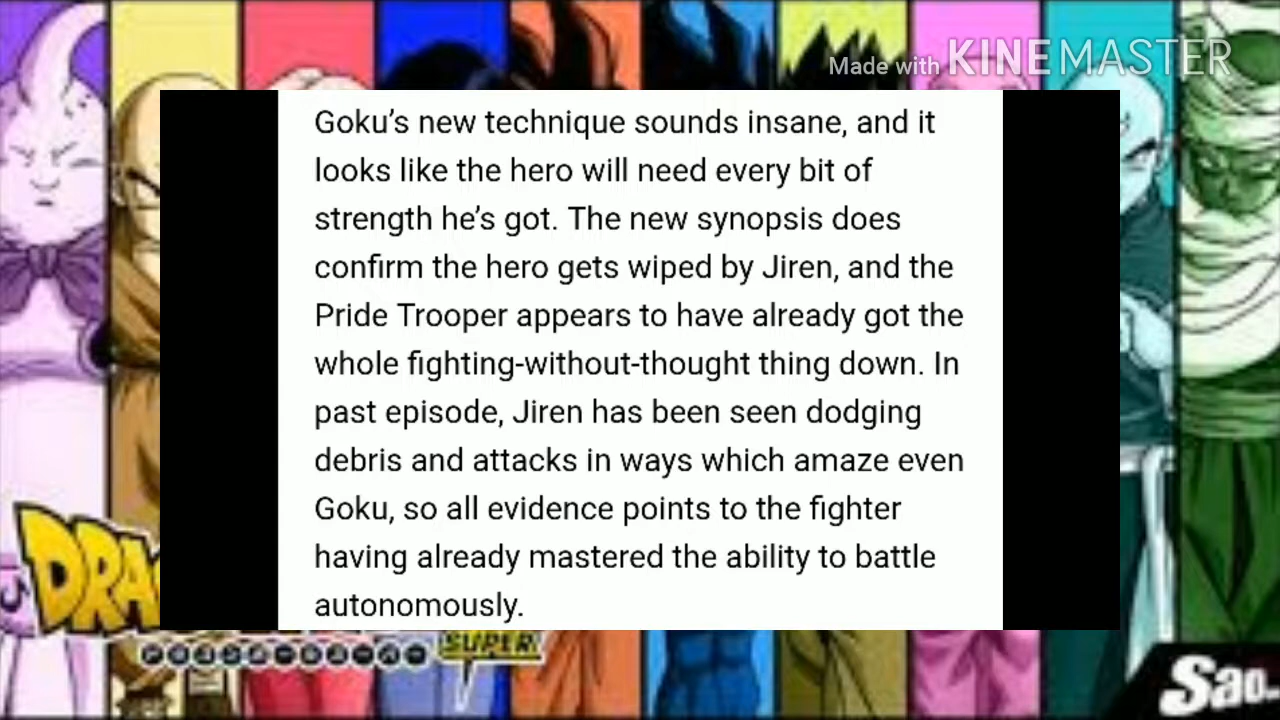 Made with KINEMASTER
Goku’s new technique sounds insane, and it
looks like the hero will need every bit of
strength he’s got. The new synopsis does
confirm the hero gets wiped by Jiren, and the
Pride Trooper appears to have already got the
whole fighting-without-thought thing down. In
past episode, Jiren has been seen dodging
debris and attacks in ways which amaze even
Goku, so all evidence points to the fighter
having already mastered the ability to battle
autonomously.
DRA
SUPER